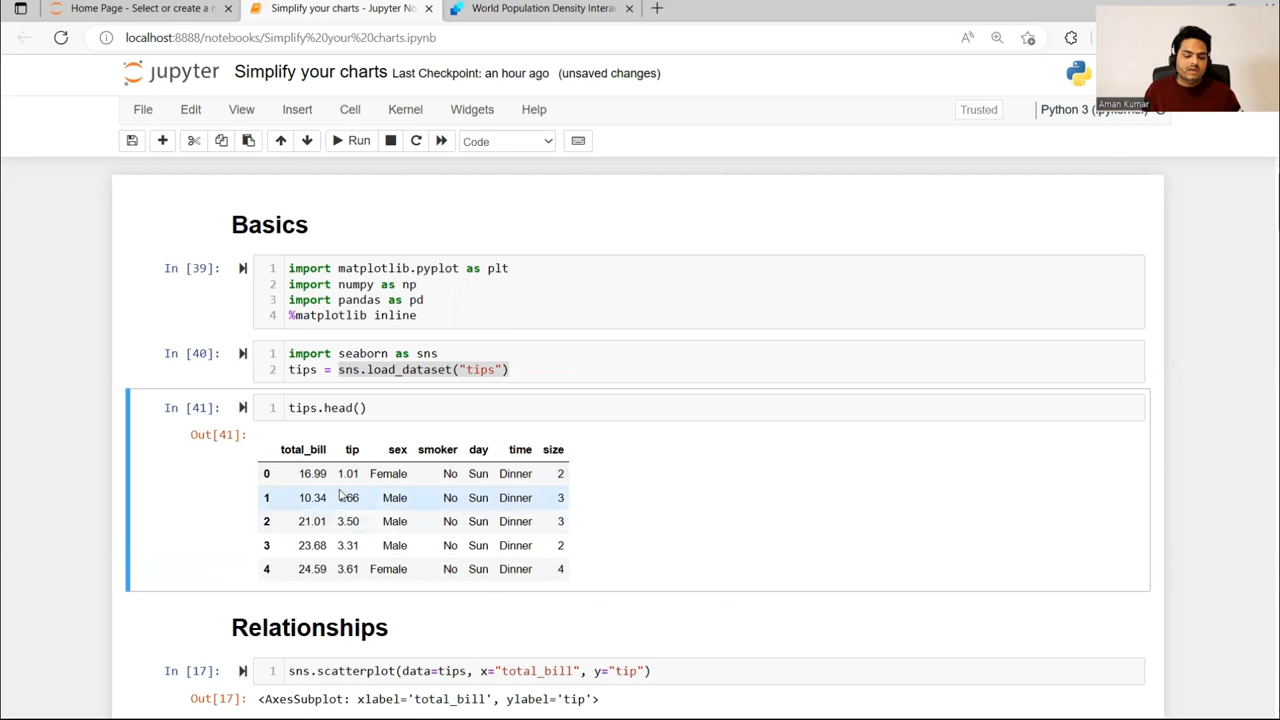 Home Page - Select or create a n
Simplify your charts - Jupyter No
World Population Density Interac
localhost:8888/notebooks/Simplify%20your%20charts.ipynb
Aman Kumar
jupyter Simplify your charts Last Checkpoint: an hour ago (unsaved changes)
File Edit View Insert Cell Kernel Widgets Help Trusted Python 3
Run Code
Basics
In [39]:
1 import matplotlib.pyplot as plt
2 import numpy as np
3 import pandas as pd
4 %matplotlib inline
In [40]:
1 import seaborn as sns
2 tips = sns.load_dataset("tips")
In [41]:
1 tips.head()
Out[41]:
total_bill tip sex smoker day time size
0 16.99 1.01 Female No Sun Dinner 2
1 10.34 .66 Male No Sun Dinner 3
2 21.01 3.50 Male No Sun Dinner 3
3 23.68 3.31 Male No Sun Dinner 2
4 24.59 3.61 Female No Sun Dinner 4
Relationships
In [17]:
1 sns.scatterplot(data=tips, x="total_bill", y="tip")
Out[17]: <AxesSubplot: xlabel='total_bill', ylabel='tip'>